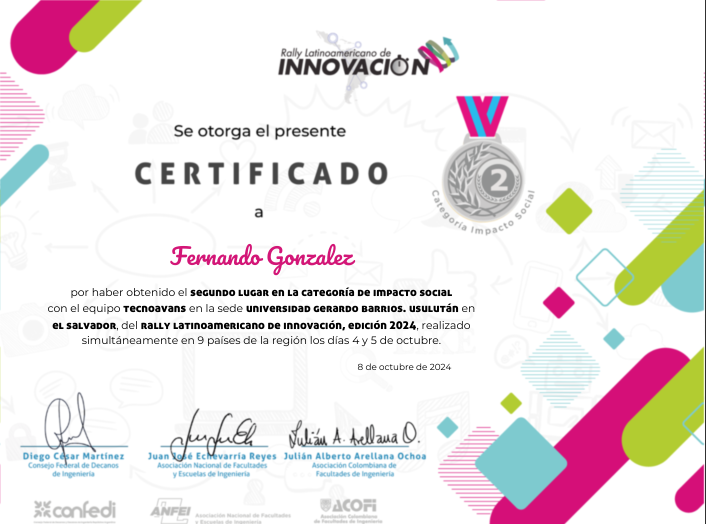 Rally Latinoamericano de
INNOVACIÓN
Se otorga el presente
CERTIFICADO
a
2
Categoría Impacto Social
Fernando Gonzalez
por haber obtenido el SEGUNDO LUGAR EN LA CATEGORÍA DE IMPACTO SOCIAL
con el equipo TECNOAVANS en la sede UNIVERSIDAD GERARDO BARRIOS. USULUTÁN en
EL SALVADOR, del RALLY LATINOAMERICANO DE INNOVACIÓN, EDICIÓN 2024, realizado
simultáneamente en 9 países de la región los días 4 y 5 de octubre.
8 de octubre de 2024
Julián A. Arellana O.
Diego César Martínez
Consejo Federal de Decanos
de Ingeniería
Juan José Echevarría Reyes
Asociación Nacional de Facultades
y Escuelas de Ingeniería
Julián Alberto Arellana Ochoa
Asociación Colombiana de
Facultades de Ingeniería
confedi
ANFEI
Asociación Nacional de Facultades
y Escuelas de Ingeniería
ACOFI
Asociación Colombiana
de Facultades de Ingeniería